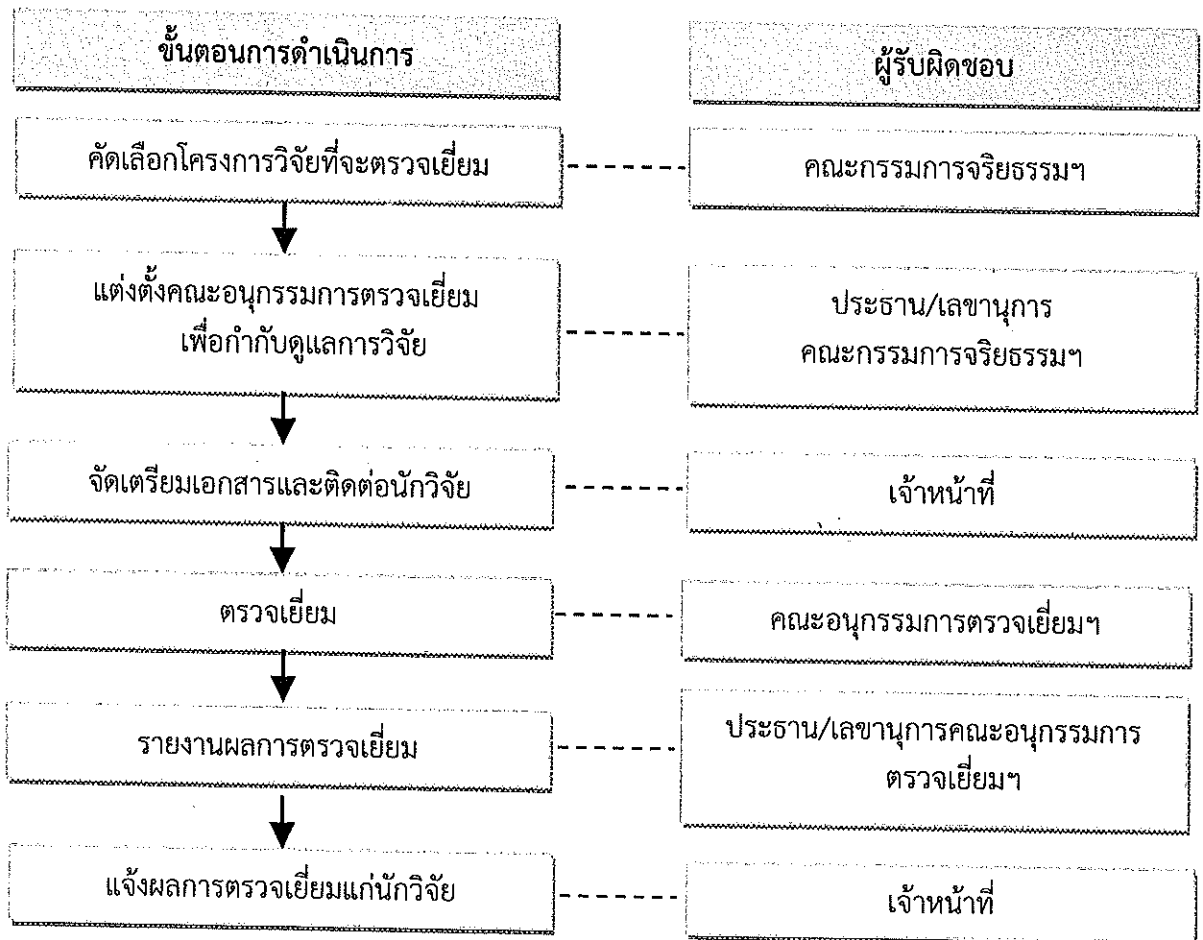 ขั้นตอนการดำเนินการ
ผู้รับผิดชอบ
คัดเลือกโครงการวิจัยที่จะตรวจเยี่ยม
คณะกรรมการจริยธรรมฯ
แต่งตั้งคณะอนุกรรมการตรวจเยี่ยม
เพื่อกำกับดูแลการวิจัย
ประธาน/เลขานุการ
คณะกรรมการจริยธรรมฯ
จัดเตรียมเอกสารและติดต่อนักวิจัย
เจ้าหน้าที่
ตรวจเยี่ยม
คณะอนุกรรมการตรวจเยี่ยมฯ
รายงานผลการตรวจเยี่ยม
ประธาน/เลขานุการคณะอนุกรรมการ
ตรวจเยี่ยมฯ
แจ้งผลการตรวจเยี่ยมแก่นักวิจัย
เจ้าหน้าที่